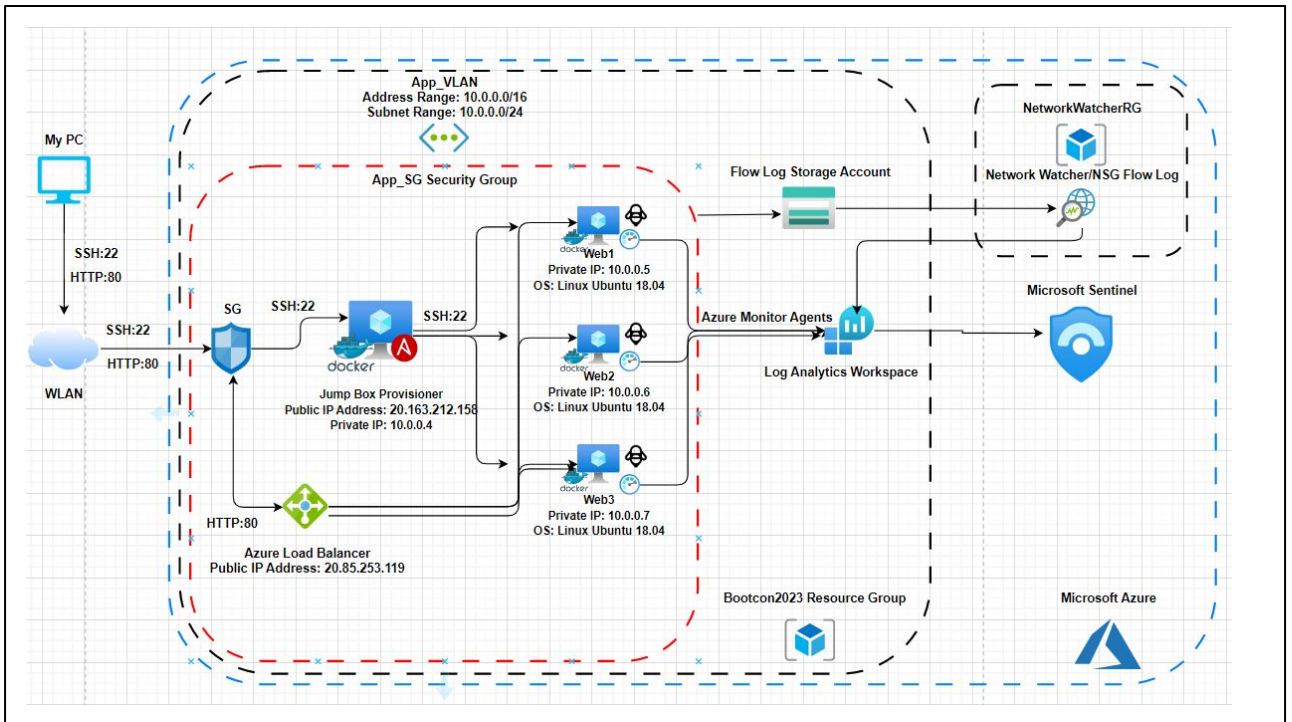 App_VLAN
Address Range: 10.0.0.0/16
Subnet Range: 10.0.0.0/24
My PC
SSH:22
HTTP:80
WLAN
SSH:22
HTTP:80
App_SG Security Group
SG
SSH:22
docker
A
SSH:22
Jump Box Provisioner
Public IP Address: 20.163.212.158
Private IP: 10.0.0.4
HTTP:80
Azure Load Balancer
Public IP Address: 20.85.253.119
docker
Web1
Private IP: 10.0.0.5
OS: Linux Ubuntu 18.04
docker
Web2
Private IP: 10.0.0.6
OS: Linux Ubuntu 18.04
docker
Web3
Private IP: 10.0.0.7
OS: Linux Ubuntu 18.04
Flow Log Storage Account
NetworkWatcherRG
Network Watcher/NSG Flow Log
Azure Monitor Agents
Log Analytics Workspace
Microsoft Sentinel
Bootcon2023 Resource Group
Microsoft Azure